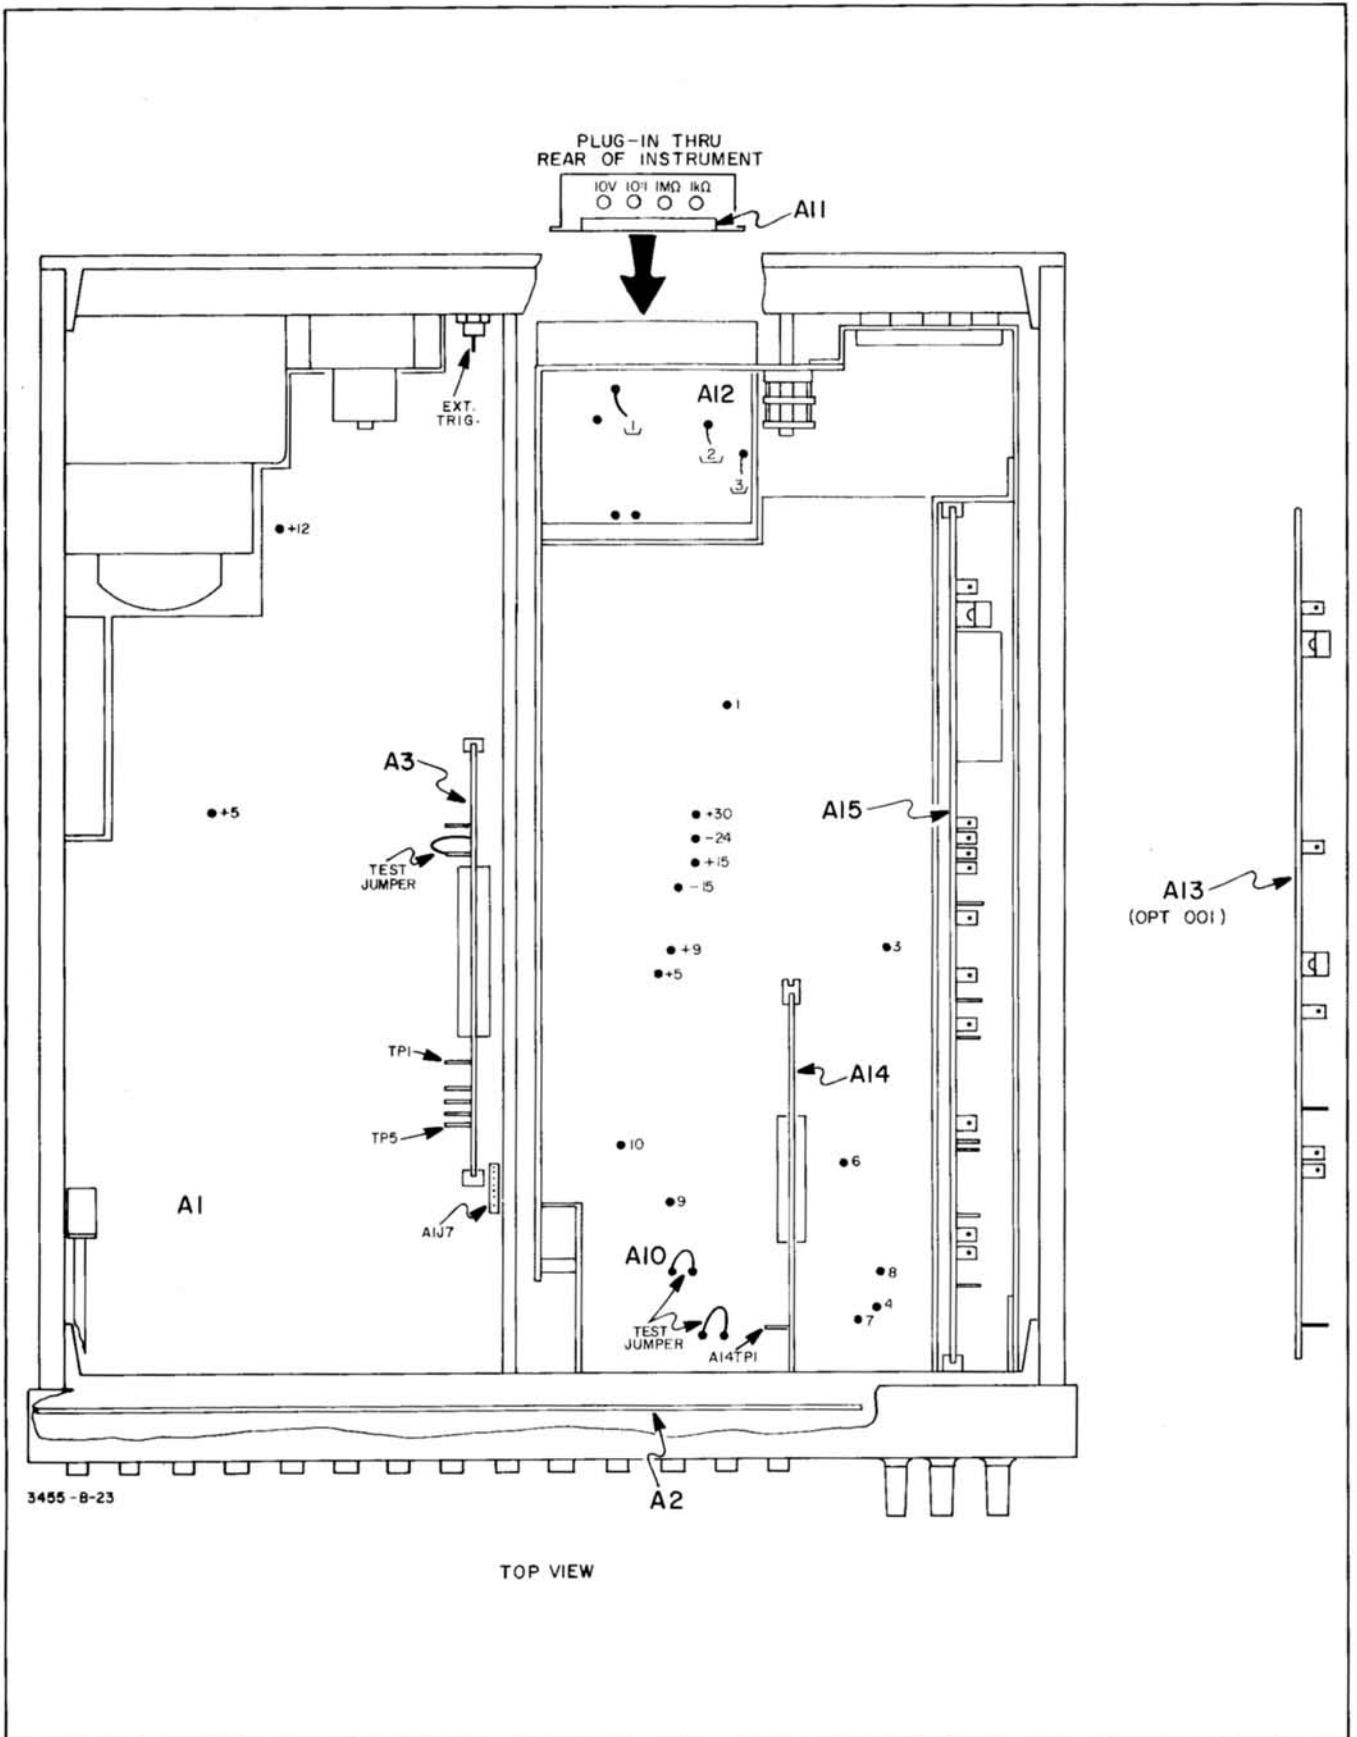 PLUG-IN THRU
REAR OF INSTRUMENT
10V 10:1 1MΩ 1kΩ
A11
EXT.
TRIG.
A12
1
2
3
+12
1
A3
+5
+30
-24
+15
-15
A15
TEST
JUMPER
A13
(OPT 001)
+9
+5
3
TP1
A14
TP5
10
6
A1
9
A1J7
A10
8
4
7
TEST
JUMPER
A14TP1
A2
3455-B-23
TOP VIEW